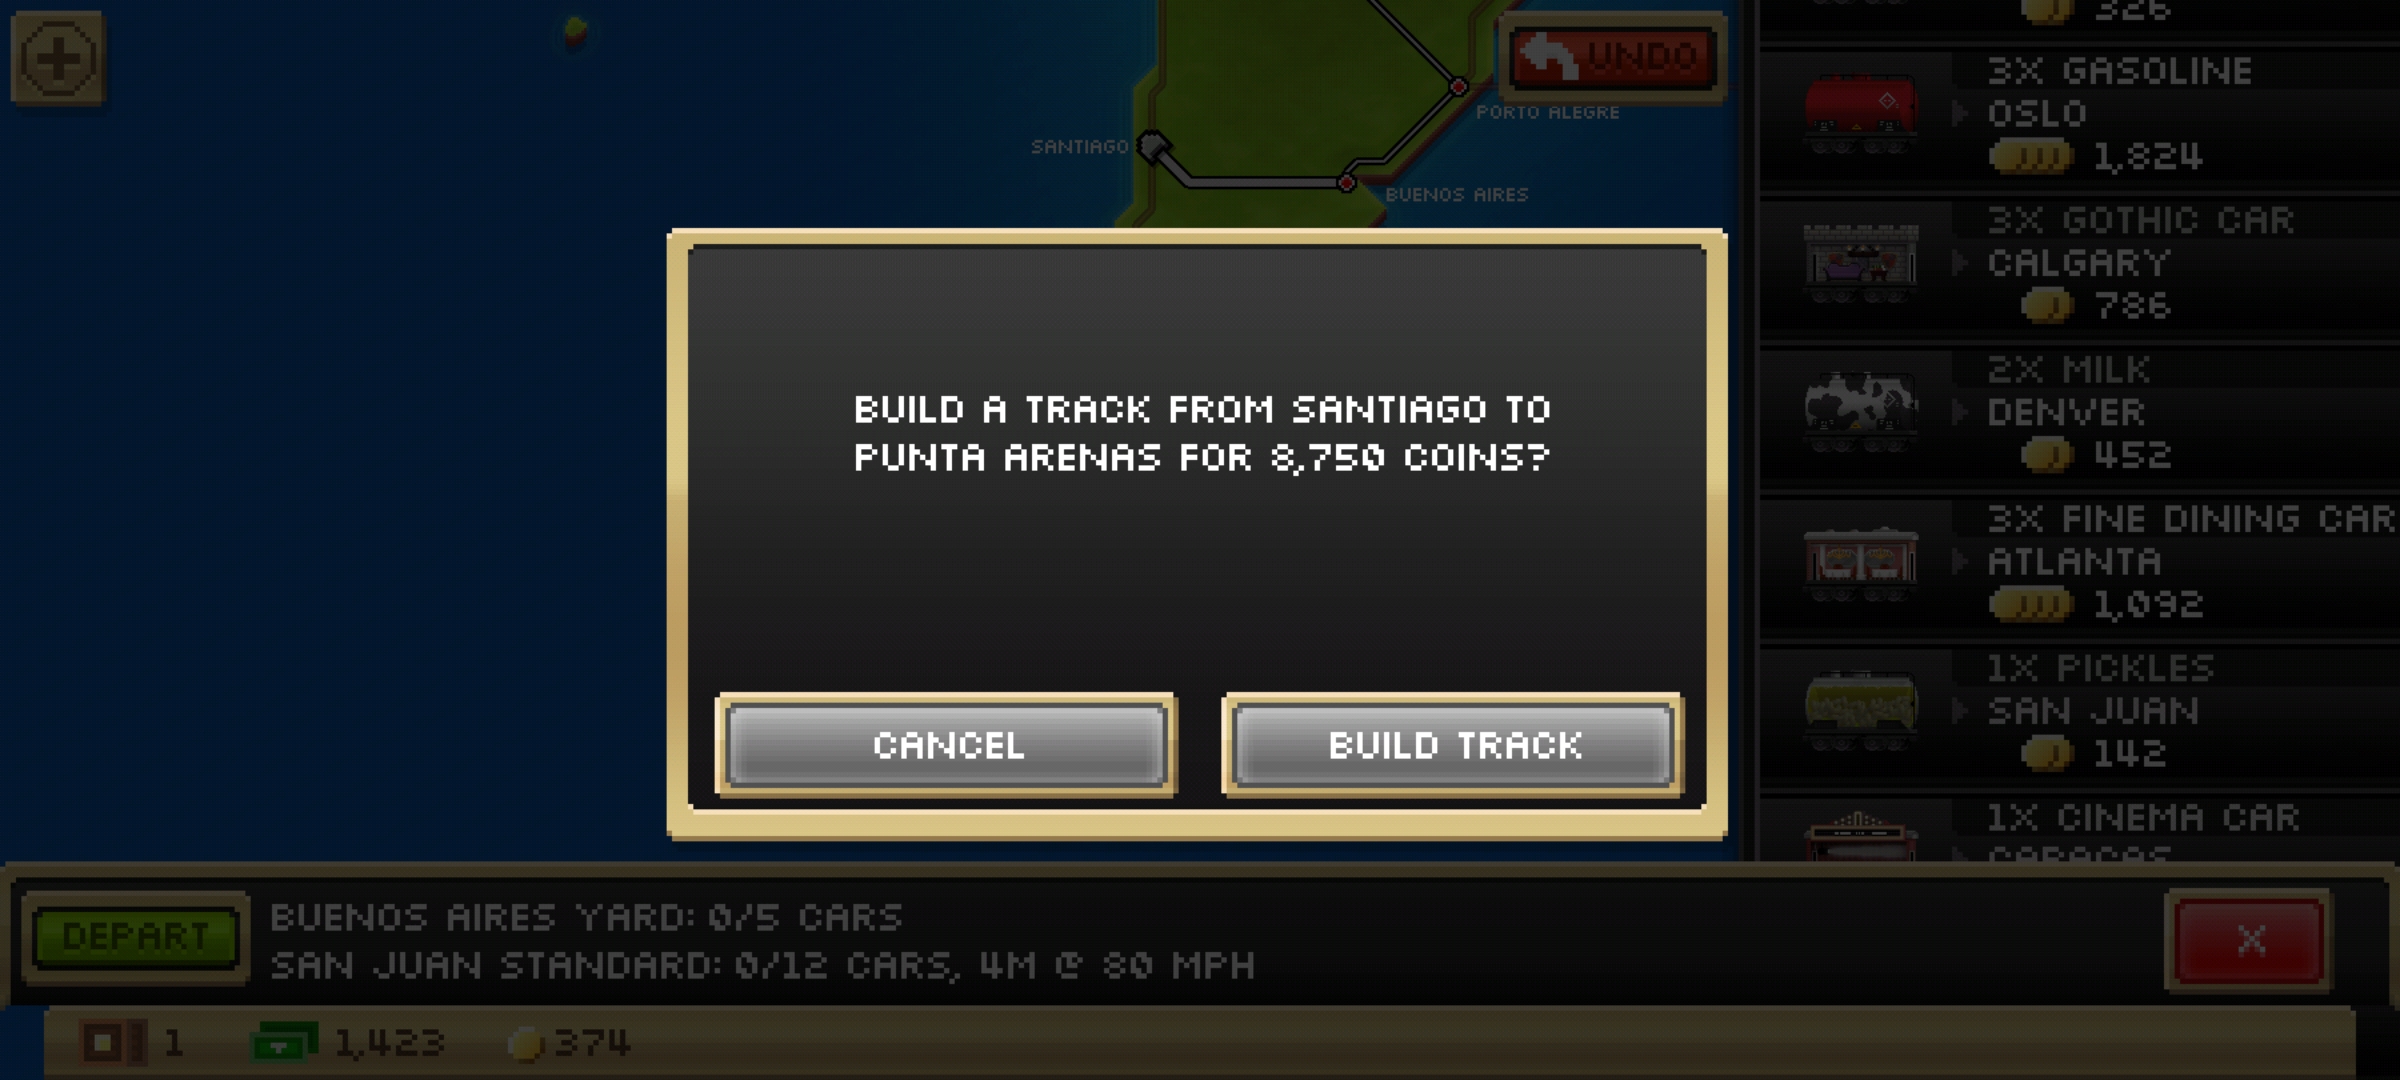 326
UNDO
3X GASOLINE
OSLO
1,824
PORTO ALEGRE
SANTIAGO
BUENOS AIRES
3X GOTHIC CAR
CALGARY
786
2X MILK
DENVER
452
BUILD A TRACK FROM SANTIAGO TO
PUNTA ARENAS FOR 8,750 COINS?
3X FINE DINING CAR
ATLANTA
1,092
1X PICKLES
SAN JUAN
142
CANCEL
BUILD TRACK
1X CINEMA CAR
CARACAS
DEPART
BUENOS AIRES YARD: 0/5 CARS
SAN JUAN STANDARD: 0/12 CARS, 4M @ 80 MPH
X
1
1,423
374